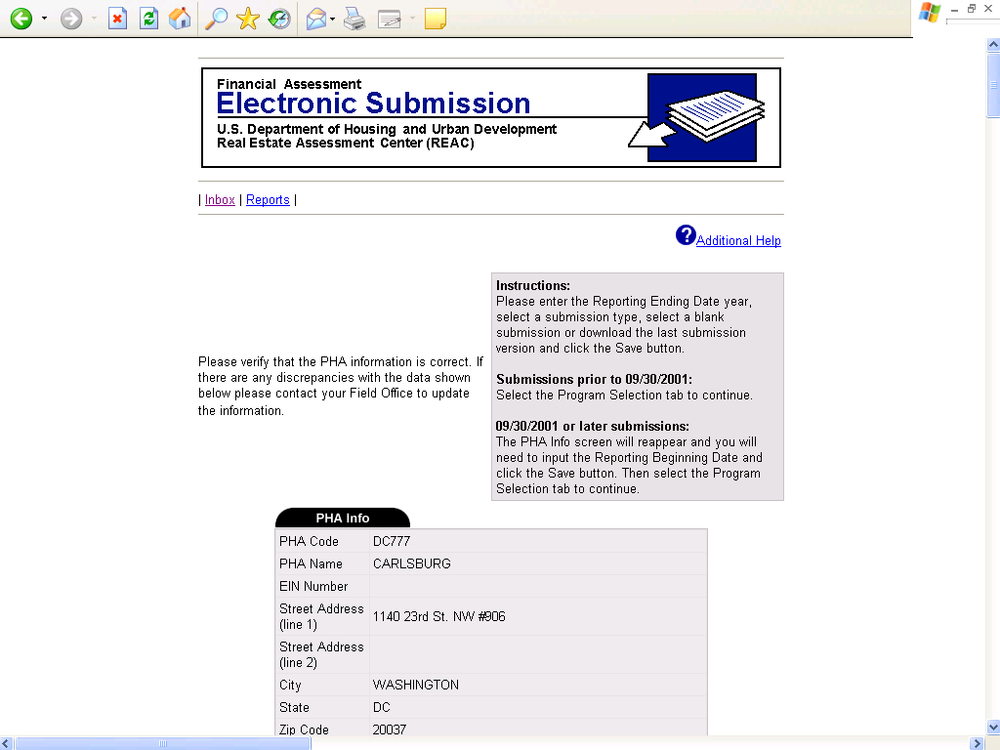 Financial Assessment
Electronic Submission
U.S. Department of Housing and Urban Development
Real Estate Assessment Center (REAC)
| Inbox | Reports |
?Additional Help
Please verify that the PHA information is correct. If
there are any discrepancies with the data shown
below please contact your Field Office to update
the information.
Instructions:
Please enter the Reporting Ending Date year,
select a submission type, select a blank
submission or download the last submission
version and click the Save button.
Submissions prior to 09/30/2001:
Select the Program Selection tab to continue.
09/30/2001 or later submissions:
The PHA Info screen will reappear and you will
need to input the Reporting Beginning Date and
click the Save button. Then select the Program
Selection tab to continue.
PHA Info
PHA Code DC777
PHA Name CARLSBURG
EIN Number
Street Address
(line 1) 1140 23rd St. NW #906
Street Address
(line 2)
City WASHINGTON
State DC
Zip Code 20037